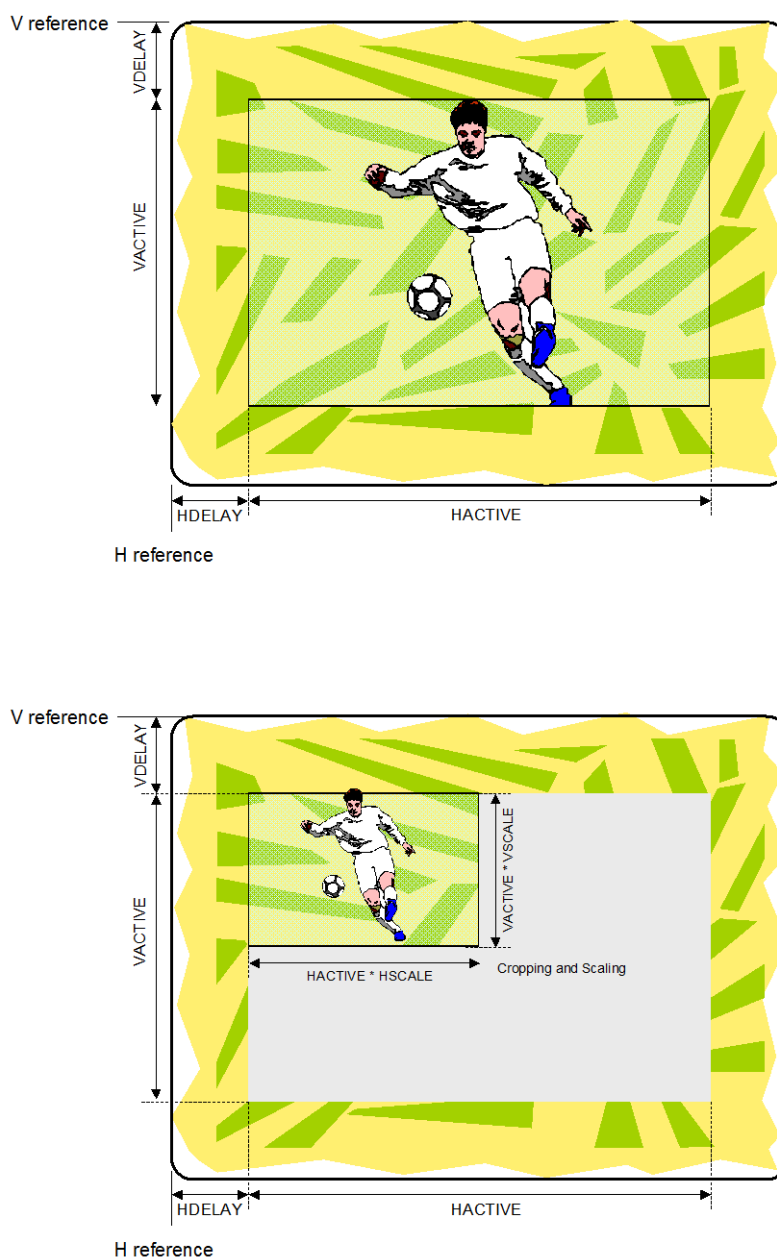 V reference
VDELAY
VACTIVE
HDELAY
HACTIVE
H reference
V reference
VDELAY
VACTIVE
VACTIVE * VSCALE
HACTIVE * HSCALE
Cropping and Scaling
HDELAY
HACTIVE
H reference